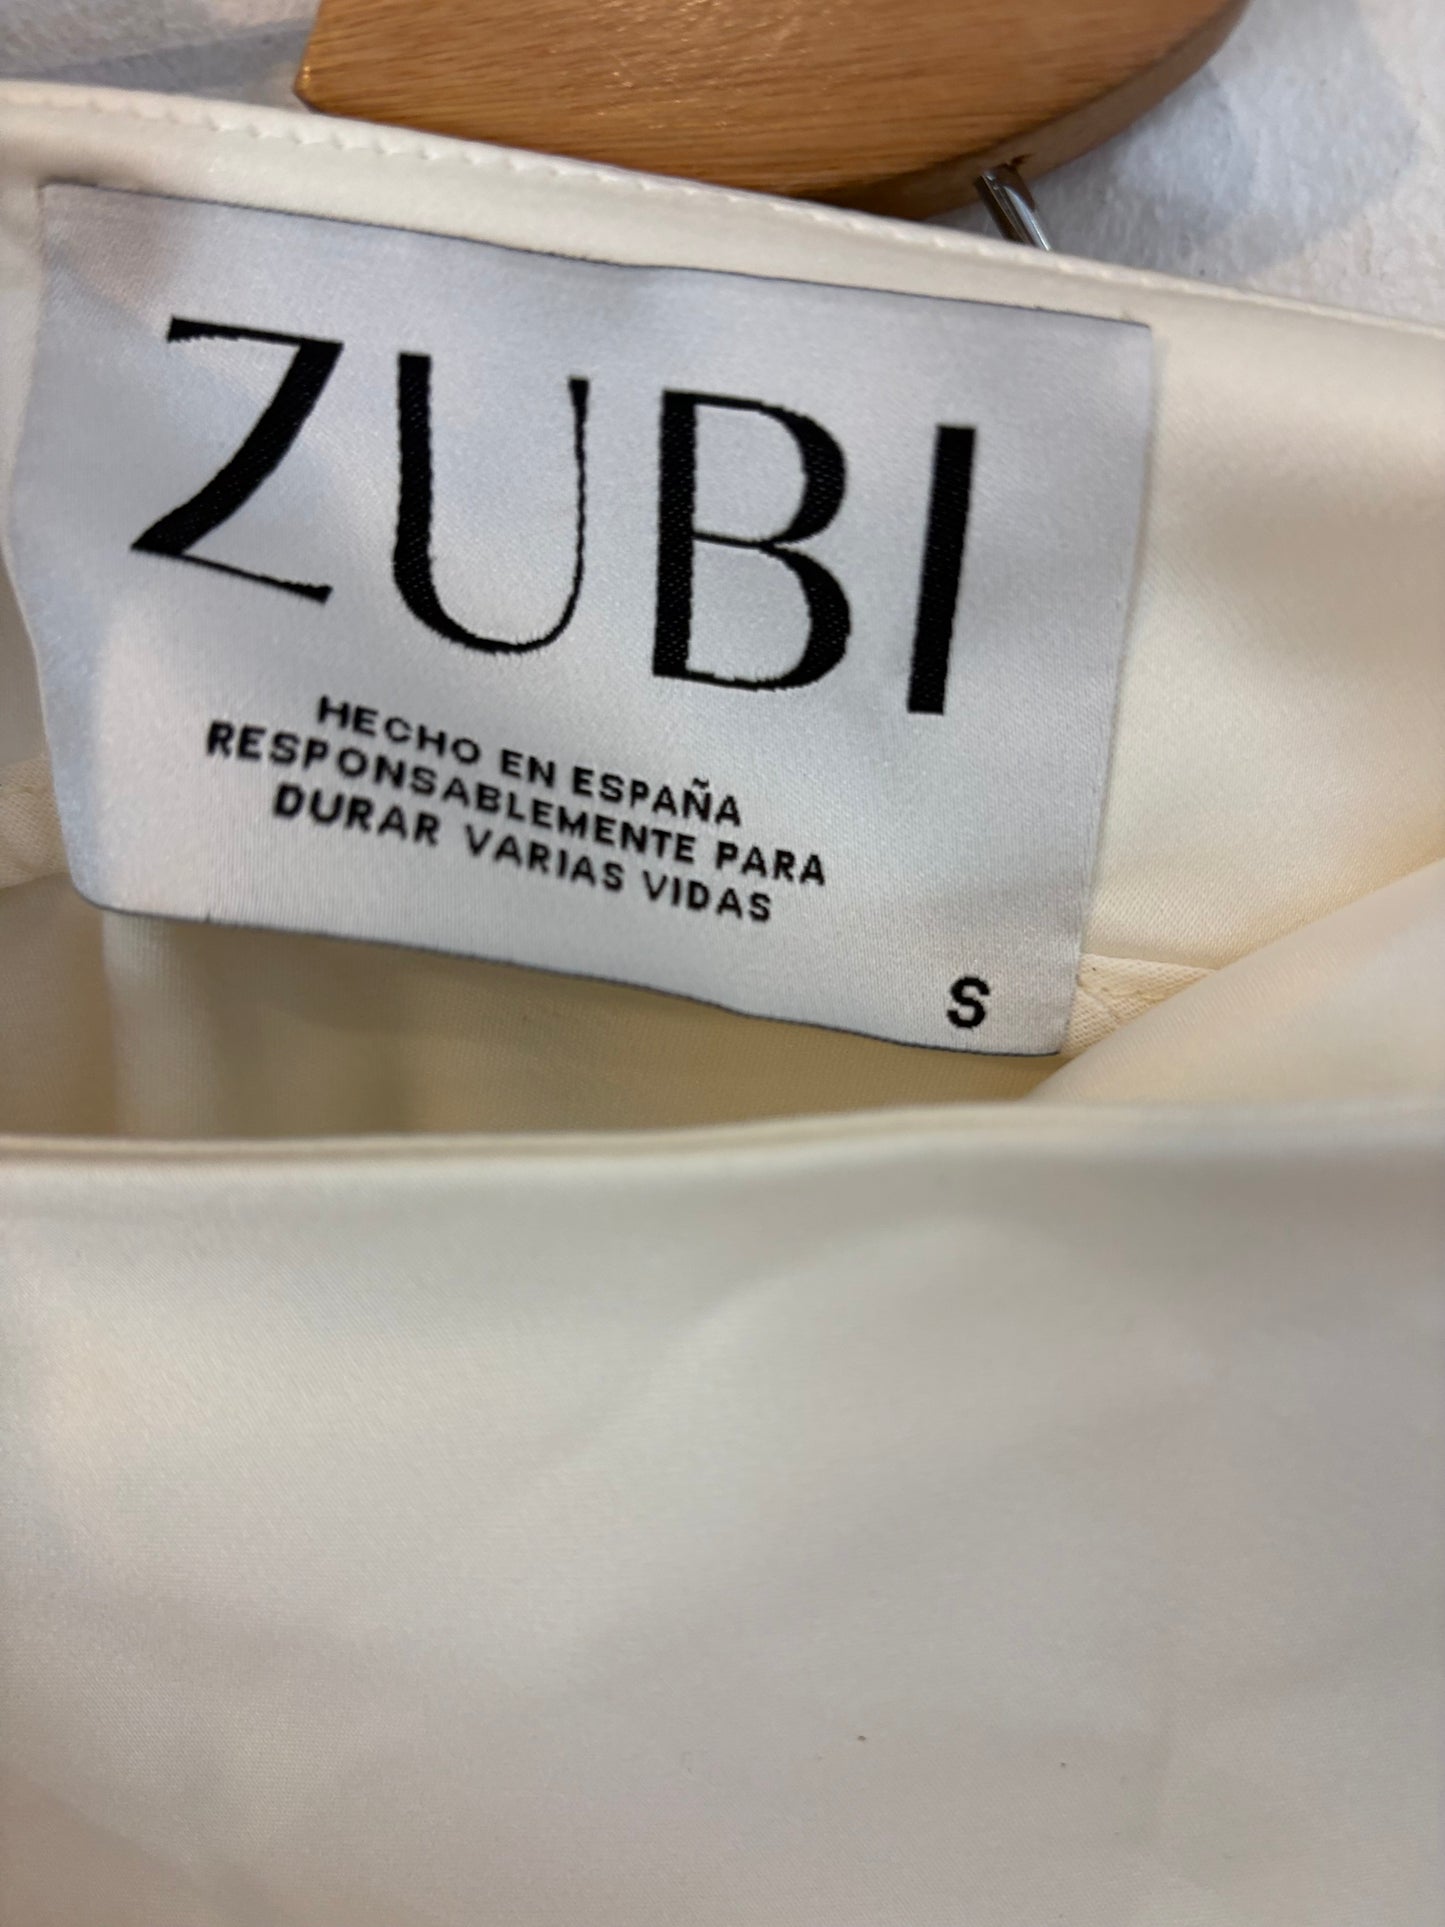 ZUBI
HECHO EN ESPAÑA
RESPONSABLEMENTE PARA
DURAR VARIAS VIDAS
S